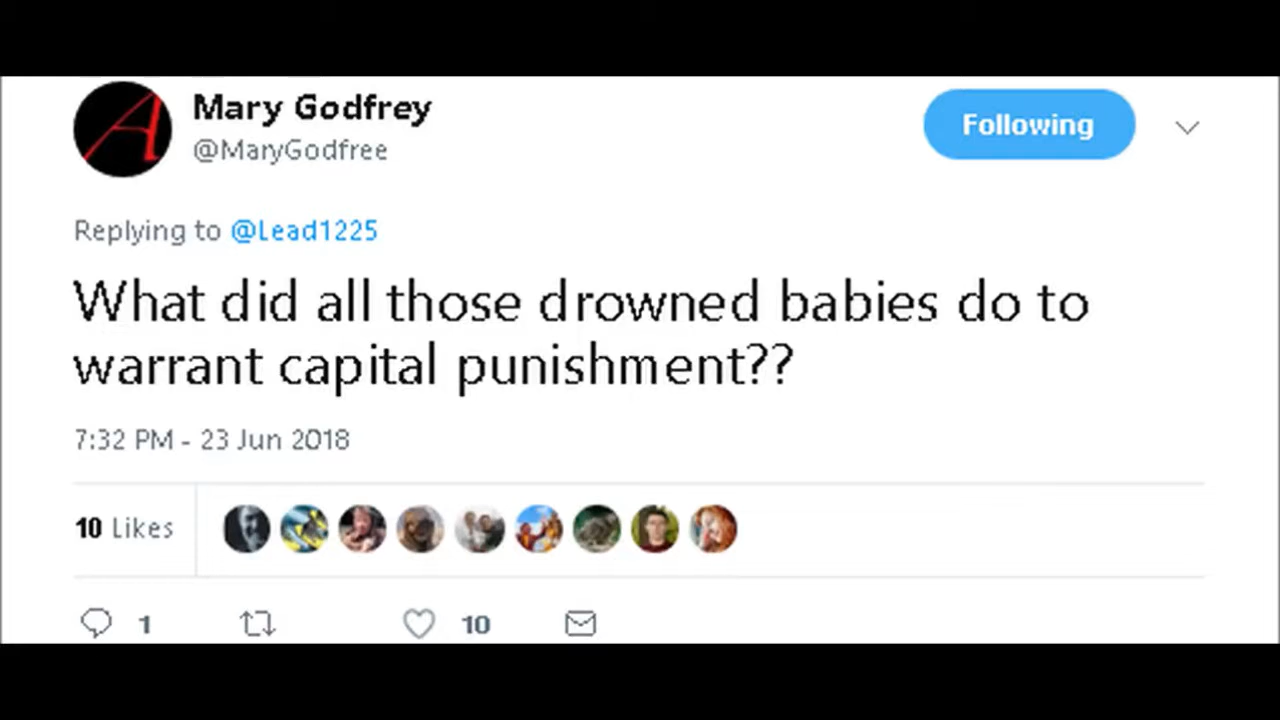 Mary Godfrey
@MaryGodfree
Following
Replying to @Lead1225
What did all those drowned babies do to
warrant capital punishment??
7:32 PM - 23 Jun 2018
10 Likes
1
10